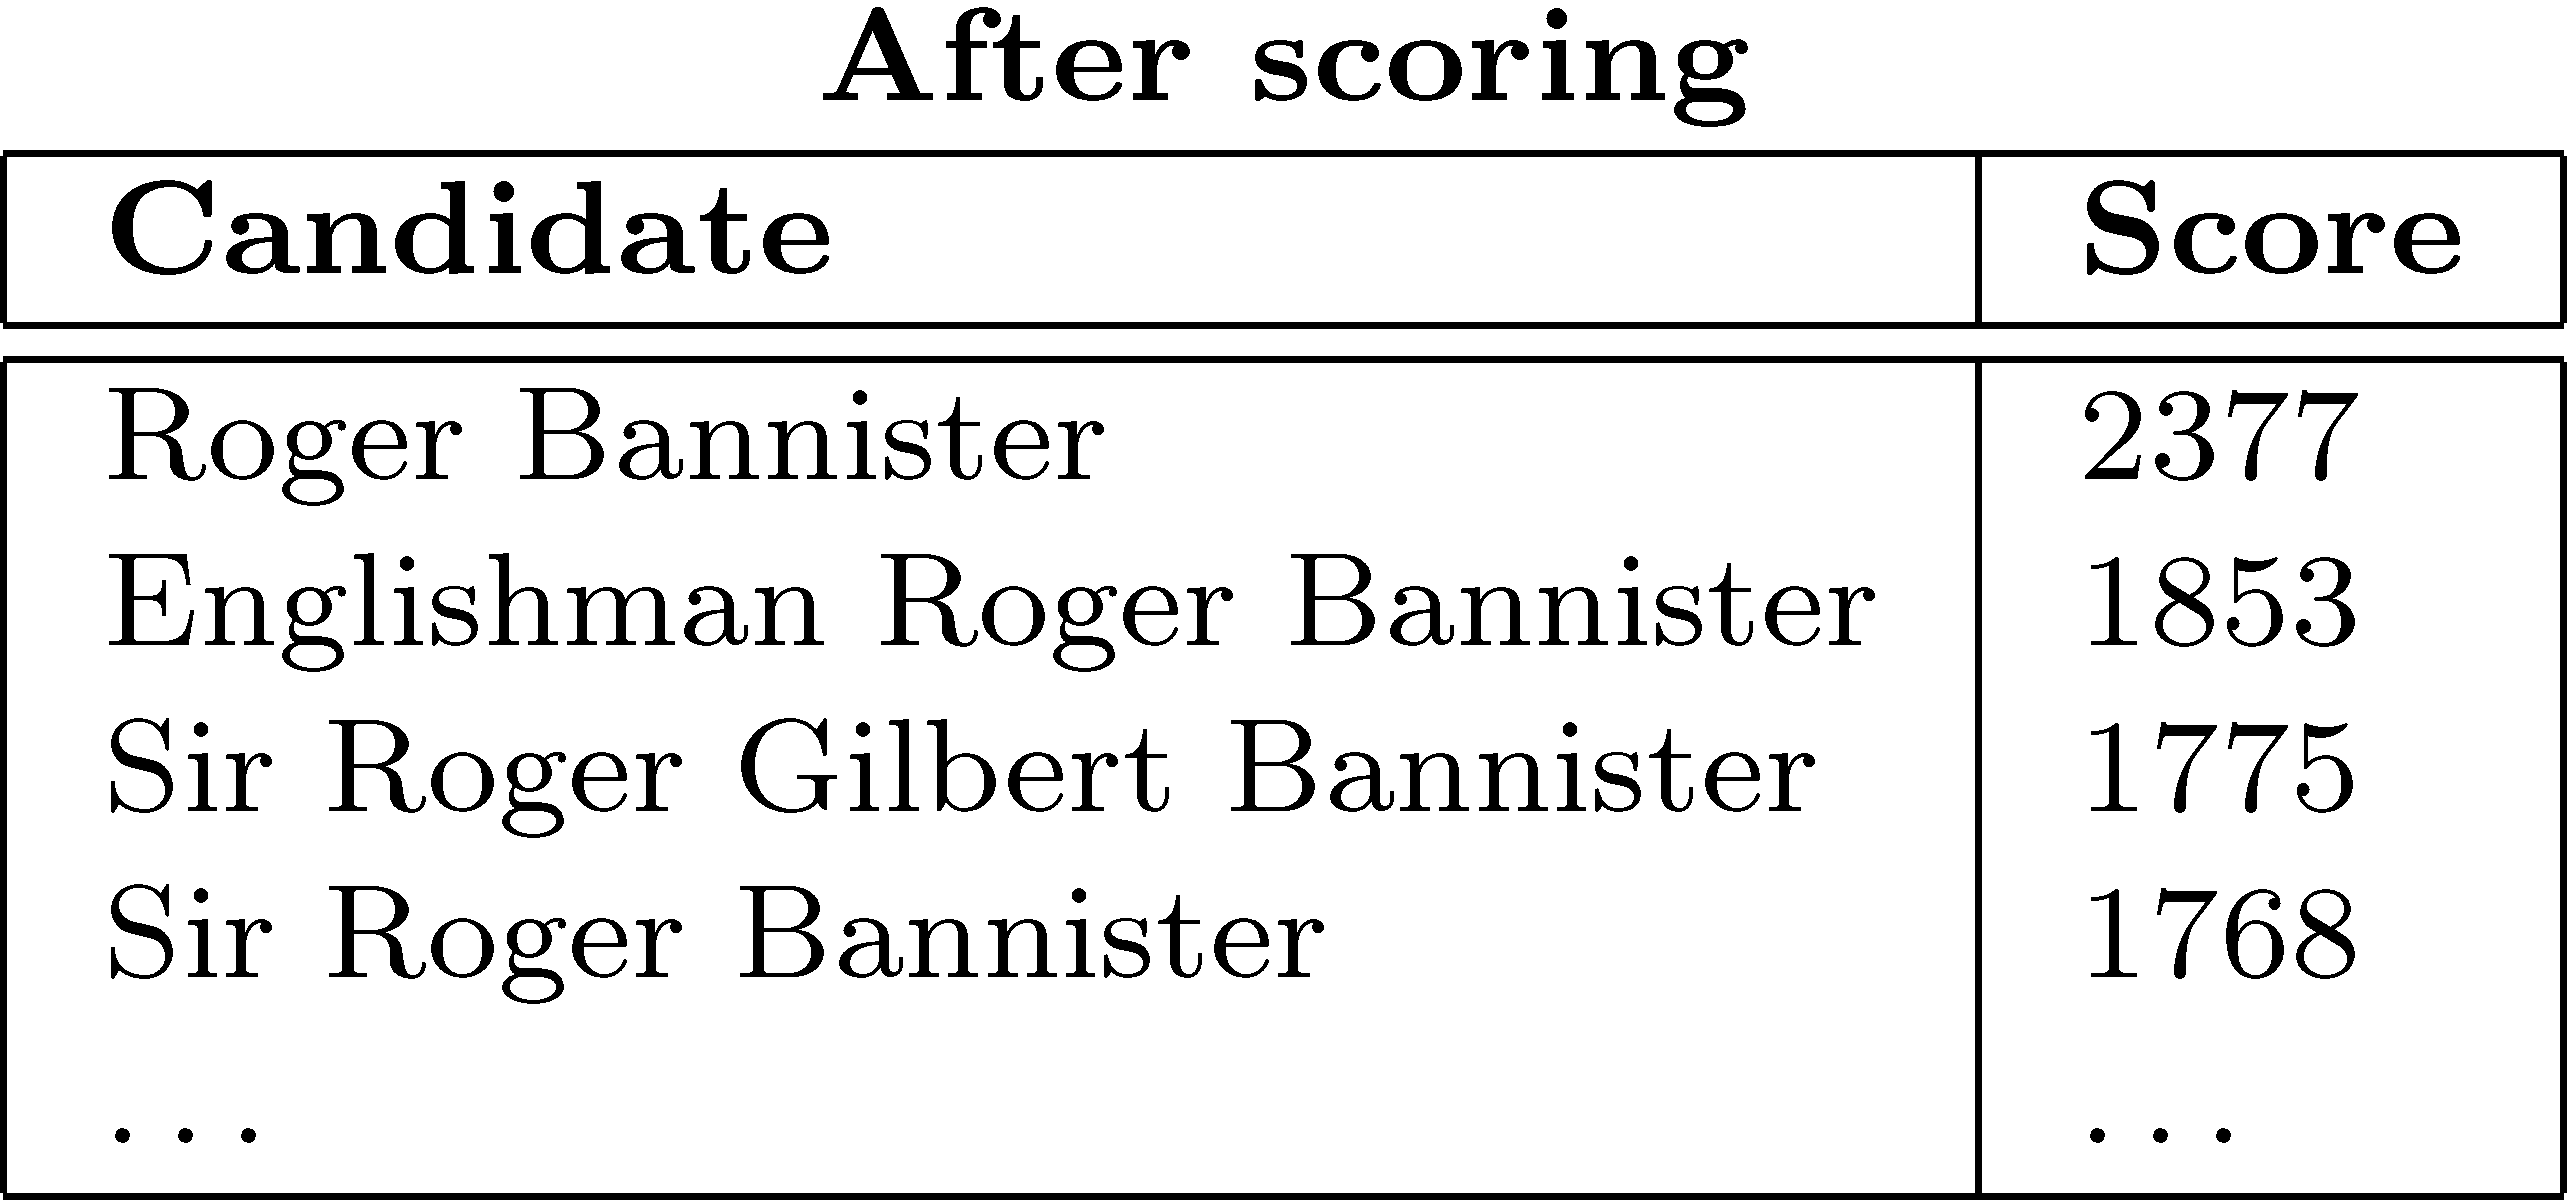 After scoring
Candidate Score
Roger Bannister 2377
Englishman Roger Bannister 1853
Sir Roger Gilbert Bannister 1775
Sir Roger Bannister 1768
. . . . . .